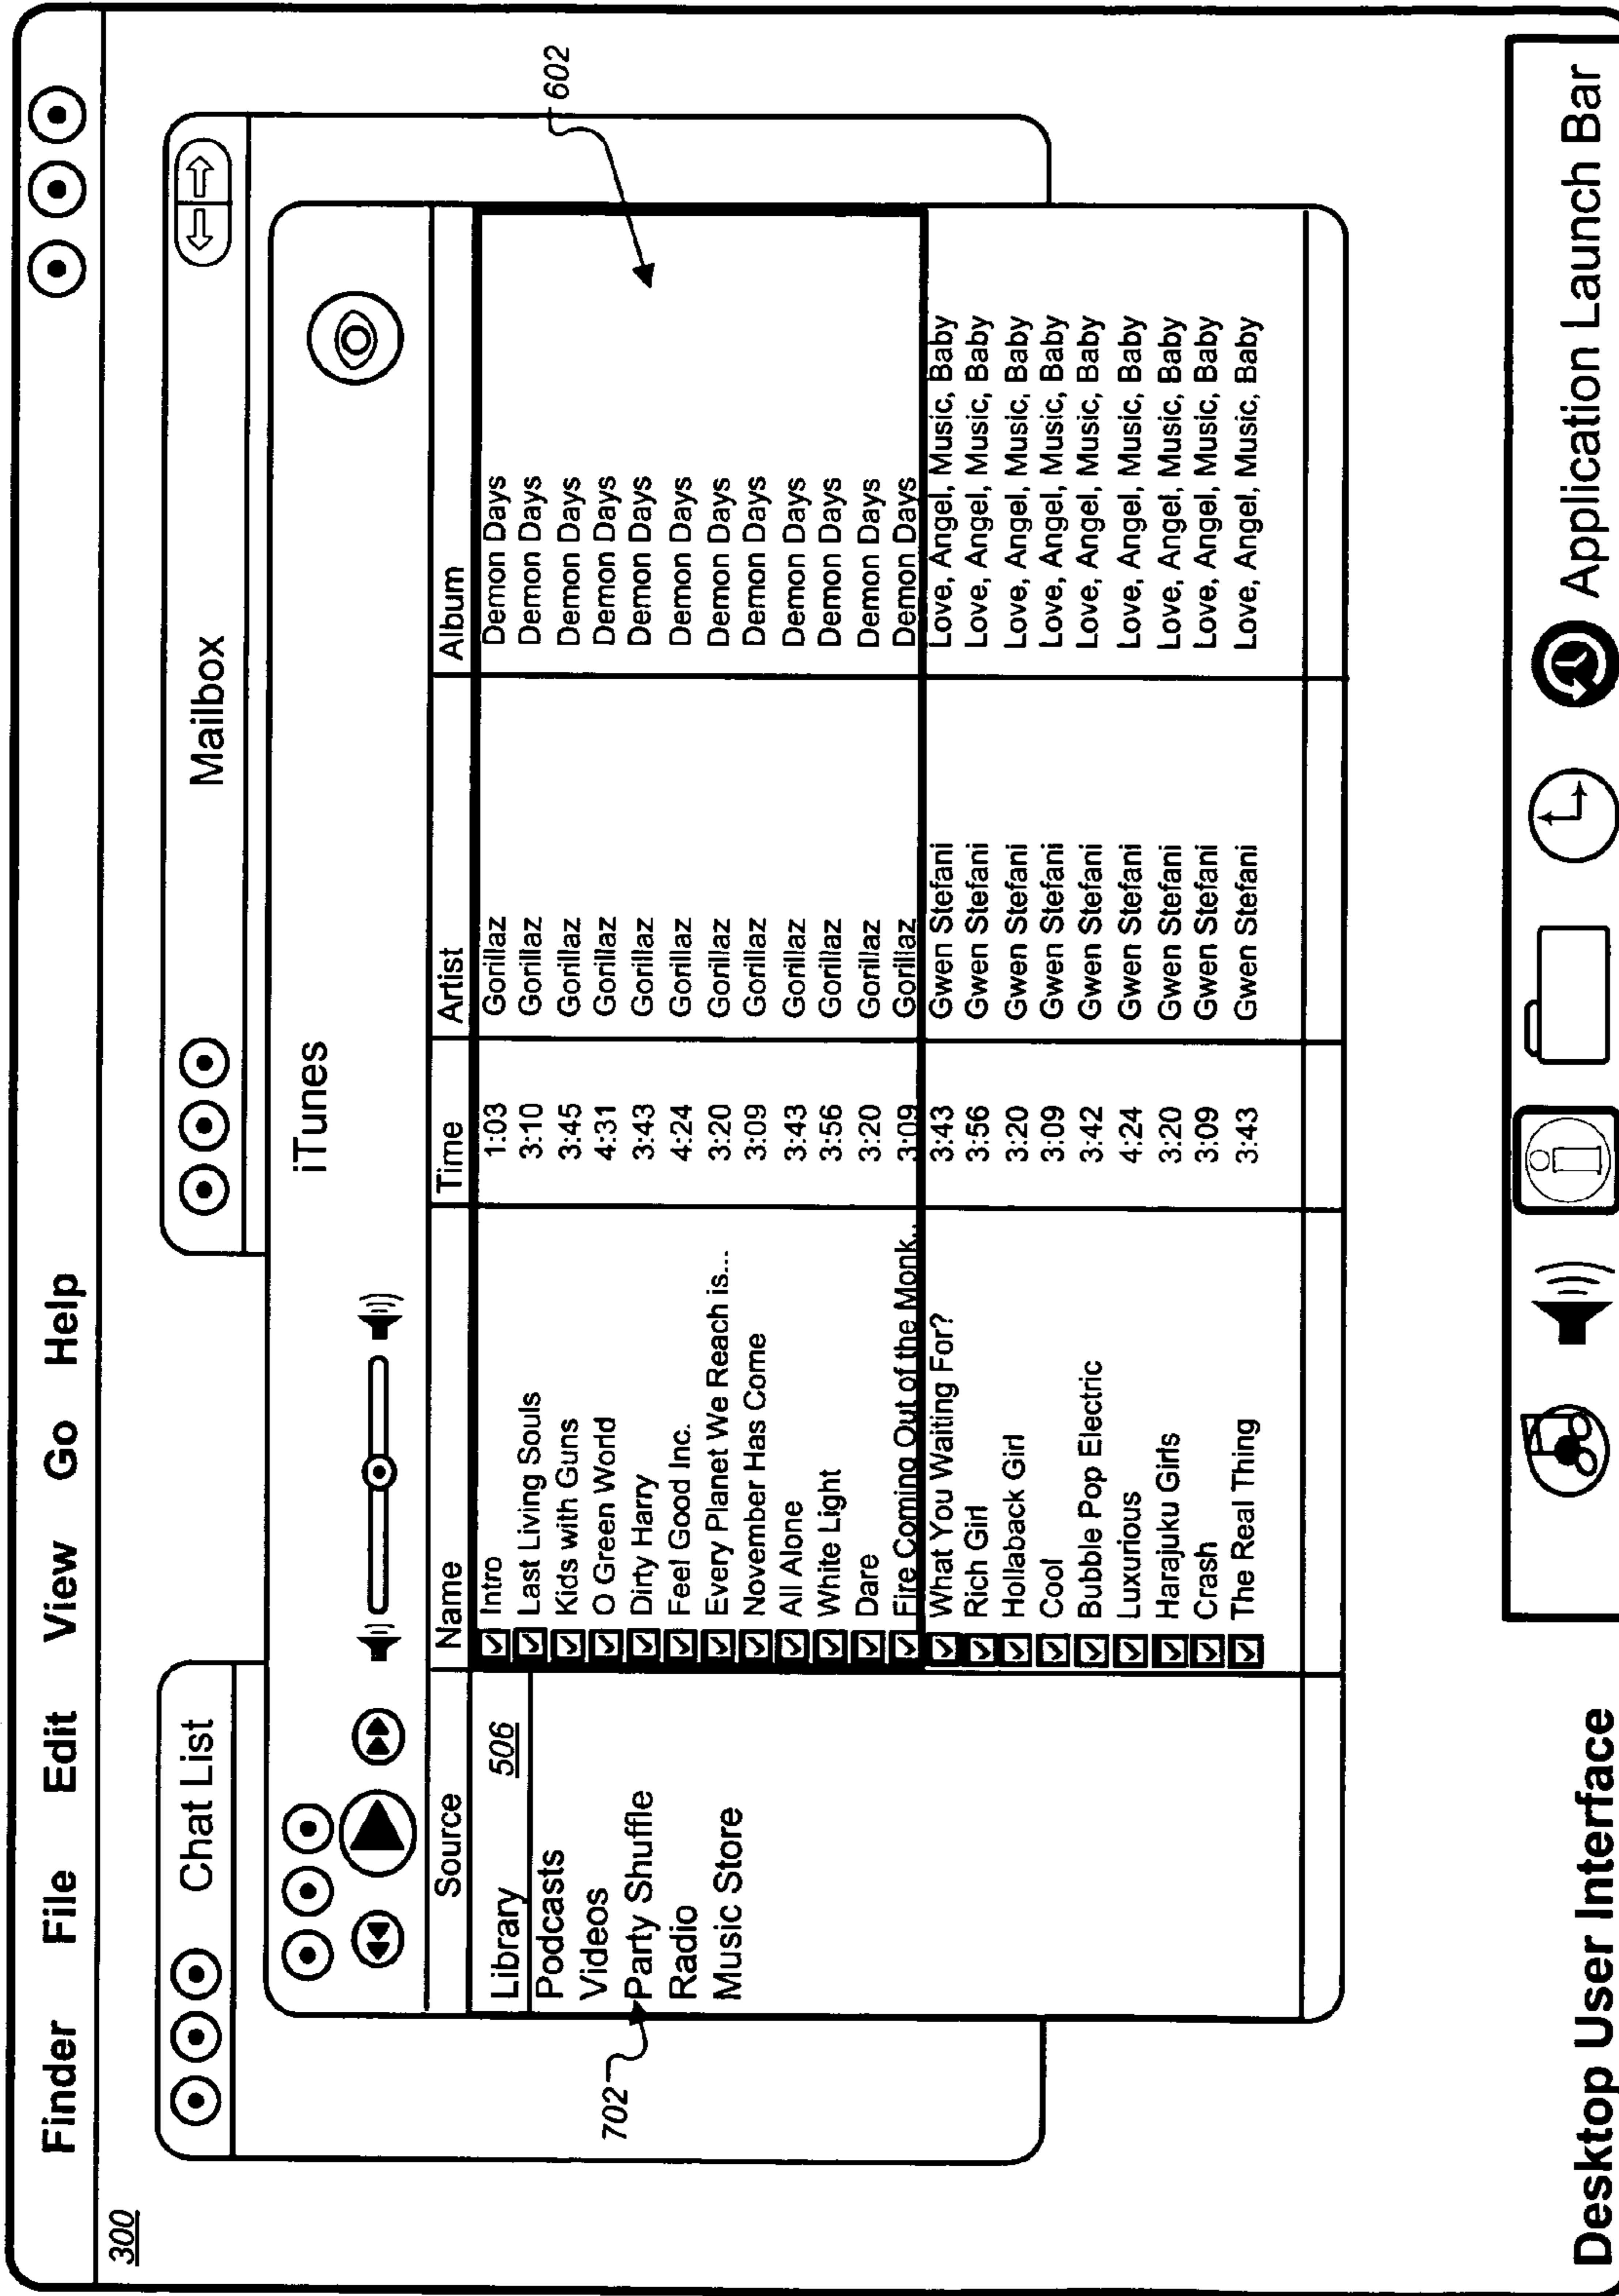 Finder File Edit View Go Help
300
Chat List
Mailbox
iTunes
Source Name Time Artist Album
Library 506
Podcasts
Videos
Party Shuffle
Radio
Music Store
702
602
Intro 1:03 Gorillaz Demon Days
Last Living Souls 3:10 Gorillaz Demon Days
Kids with Guns 3:45 Gorillaz Demon Days
O Green World 4:31 Gorillaz Demon Days
Dirty Harry 3:43 Gorillaz Demon Days
Feel Good Inc. 4:24 Gorillaz Demon Days
Every Planet We Reach is... 3:20 Gorillaz Demon Days
November Has Come 3:09 Gorillaz Demon Days
All Alone 3:43 Gorillaz Demon Days
White Light 3:56 Gorillaz Demon Days
Dare 3:20 Gorillaz Demon Days
Fire Coming Out of the Monk.. 3:09 Gorillaz Demon Days
What You Waiting For? 3:43 Gwen Stefani Love, Angel, Music, Baby
Rich Girl 3:56 Gwen Stefani Love, Angel, Music, Baby
Hollaback Girl 3:20 Gwen Stefani Love, Angel, Music, Baby
Cool 3:09 Gwen Stefani Love, Angel, Music, Baby
Bubble Pop Electric 3:42 Gwen Stefani Love, Angel, Music, Baby
Luxurious 4:24 Gwen Stefani Love, Angel, Music, Baby
Harajuku Girls 3:20 Gwen Stefani Love, Angel, Music, Baby
Crash 3:09 Gwen Stefani Love, Angel, Music, Baby
The Real Thing 3:43 Gwen Stefani Love, Angel, Music, Baby
Desktop User Interface
Application Launch Bar